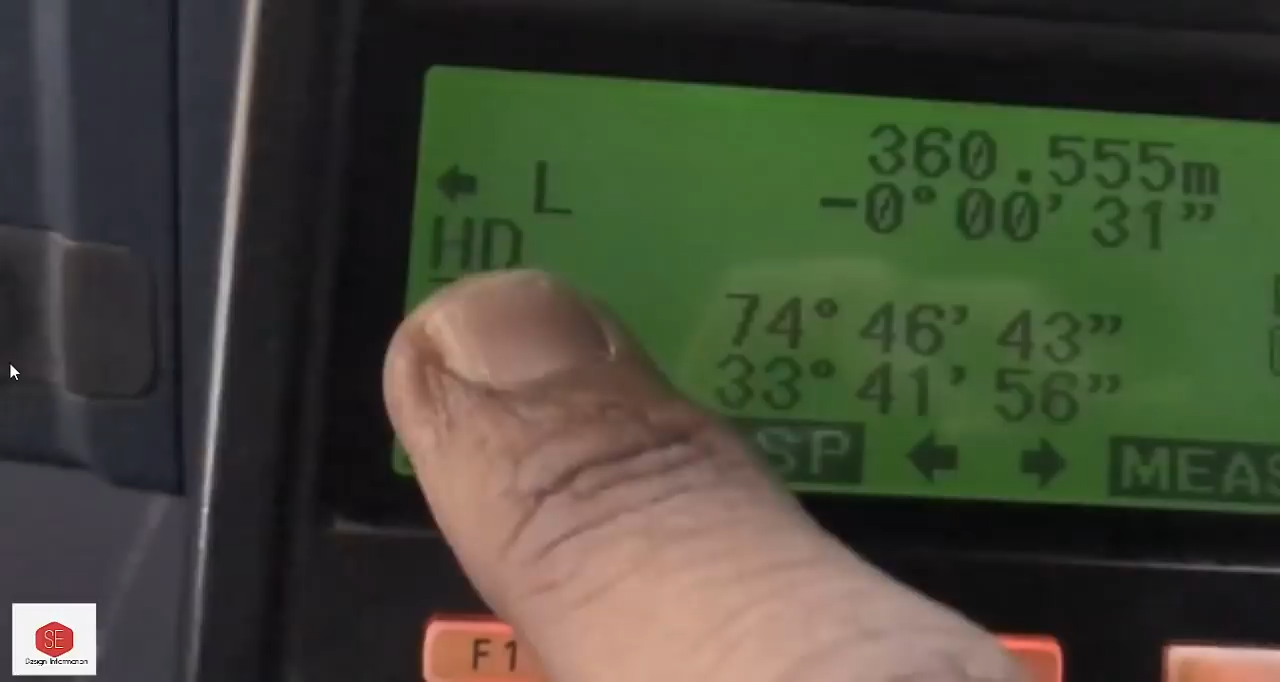 360.555m
← L -0°00'31"
HD
74°46'43"
33°41'56"
SP ← → MEAS
F1
SE
Design Information